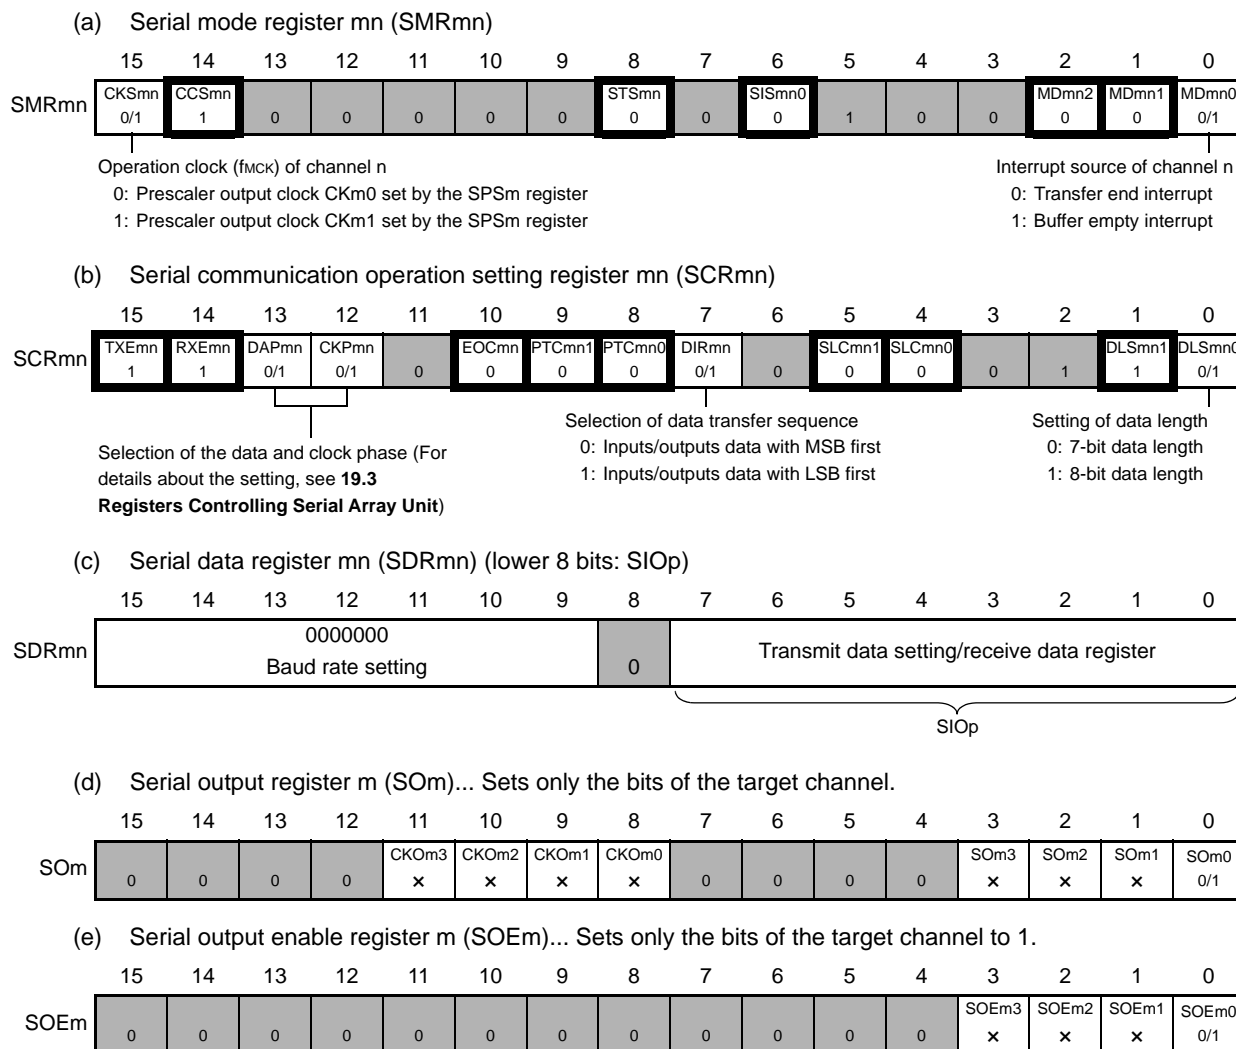 (a) Serial mode register mn (SMRmn)
15 14 13 12 11 10 9 8 7 6 5 4 3 2 1 0
SMRmn
CKSmn CCSmn STSmn SISmn0 MDmn2 MDmn1 MDmn0
0/1 1 0 0 0 0 0 0 0 0 1 0 0 0 0 0/1
Operation clock (fMCK) of channel n
0: Prescaler output clock CKm0 set by the SPSm register
1: Prescaler output clock CKm1 set by the SPSm register
Interrupt source of channel n
0: Transfer end interrupt
1: Buffer empty interrupt
(b) Serial communication operation setting register mn (SCRmn)
15 14 13 12 11 10 9 8 7 6 5 4 3 2 1 0
SCRmn
TXEmn RXEmn DAPmn CKPmn EOCmn PTCmn1 PTCmn0 DIRmn SLCmn1 SLCmn0 DLSmn1 DLSmn0
1 1 0/1 0/1 0 0 0 0 0/1 0 0 0 0 1 1 0/1
Selection of the data and clock phase (For
details about the setting, see 19.3
Registers Controlling Serial Array Unit)
Selection of data transfer sequence
0: Inputs/outputs data with MSB first
1: Inputs/outputs data with LSB first
Setting of data length
0: 7-bit data length
1: 8-bit data length
(c) Serial data register mn (SDRmn) (lower 8 bits: SIOp)
15 14 13 12 11 10 9 8 7 6 5 4 3 2 1 0
SDRmn
0000000
Baud rate setting
0
Transmit data setting/receive data register
SIOp
(d) Serial output register m (SOm)... Sets only the bits of the target channel.
15 14 13 12 11 10 9 8 7 6 5 4 3 2 1 0
SOm
CKOm3 CKOm2 CKOm1 CKOm0 SOm3 SOm2 SOm1 SOm0
0 0 0 0 × × × × 0 0 0 0 × × × 0/1
(e) Serial output enable register m (SOEm)... Sets only the bits of the target channel to 1.
15 14 13 12 11 10 9 8 7 6 5 4 3 2 1 0
SOEm
SOEm3 SOEm2 SOEm1 SOEm0
0 0 0 0 0 0 0 0 0 0 0 0 × × × 0/1